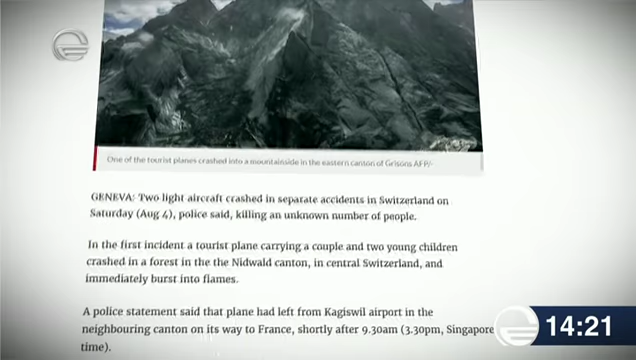 One of the tourist planes crashed into a mountainside in the eastern canton of Grisons AFP/-
GENEVA: Two light aircraft crashed in separate accidents in Switzerland on
Saturday (Aug 4), police said, killing an unknown number of people.
In the first incident a tourist plane carrying a couple and two young children
crashed in a forest in the the Nidwald canton, in central Switzerland, and
immediately burst into flames.
A police statement said that plane had left from Kagiswil airport in the
neighbouring canton on its way to France, shortly after 9.30am (3.30pm, Singapore
time).
14:21